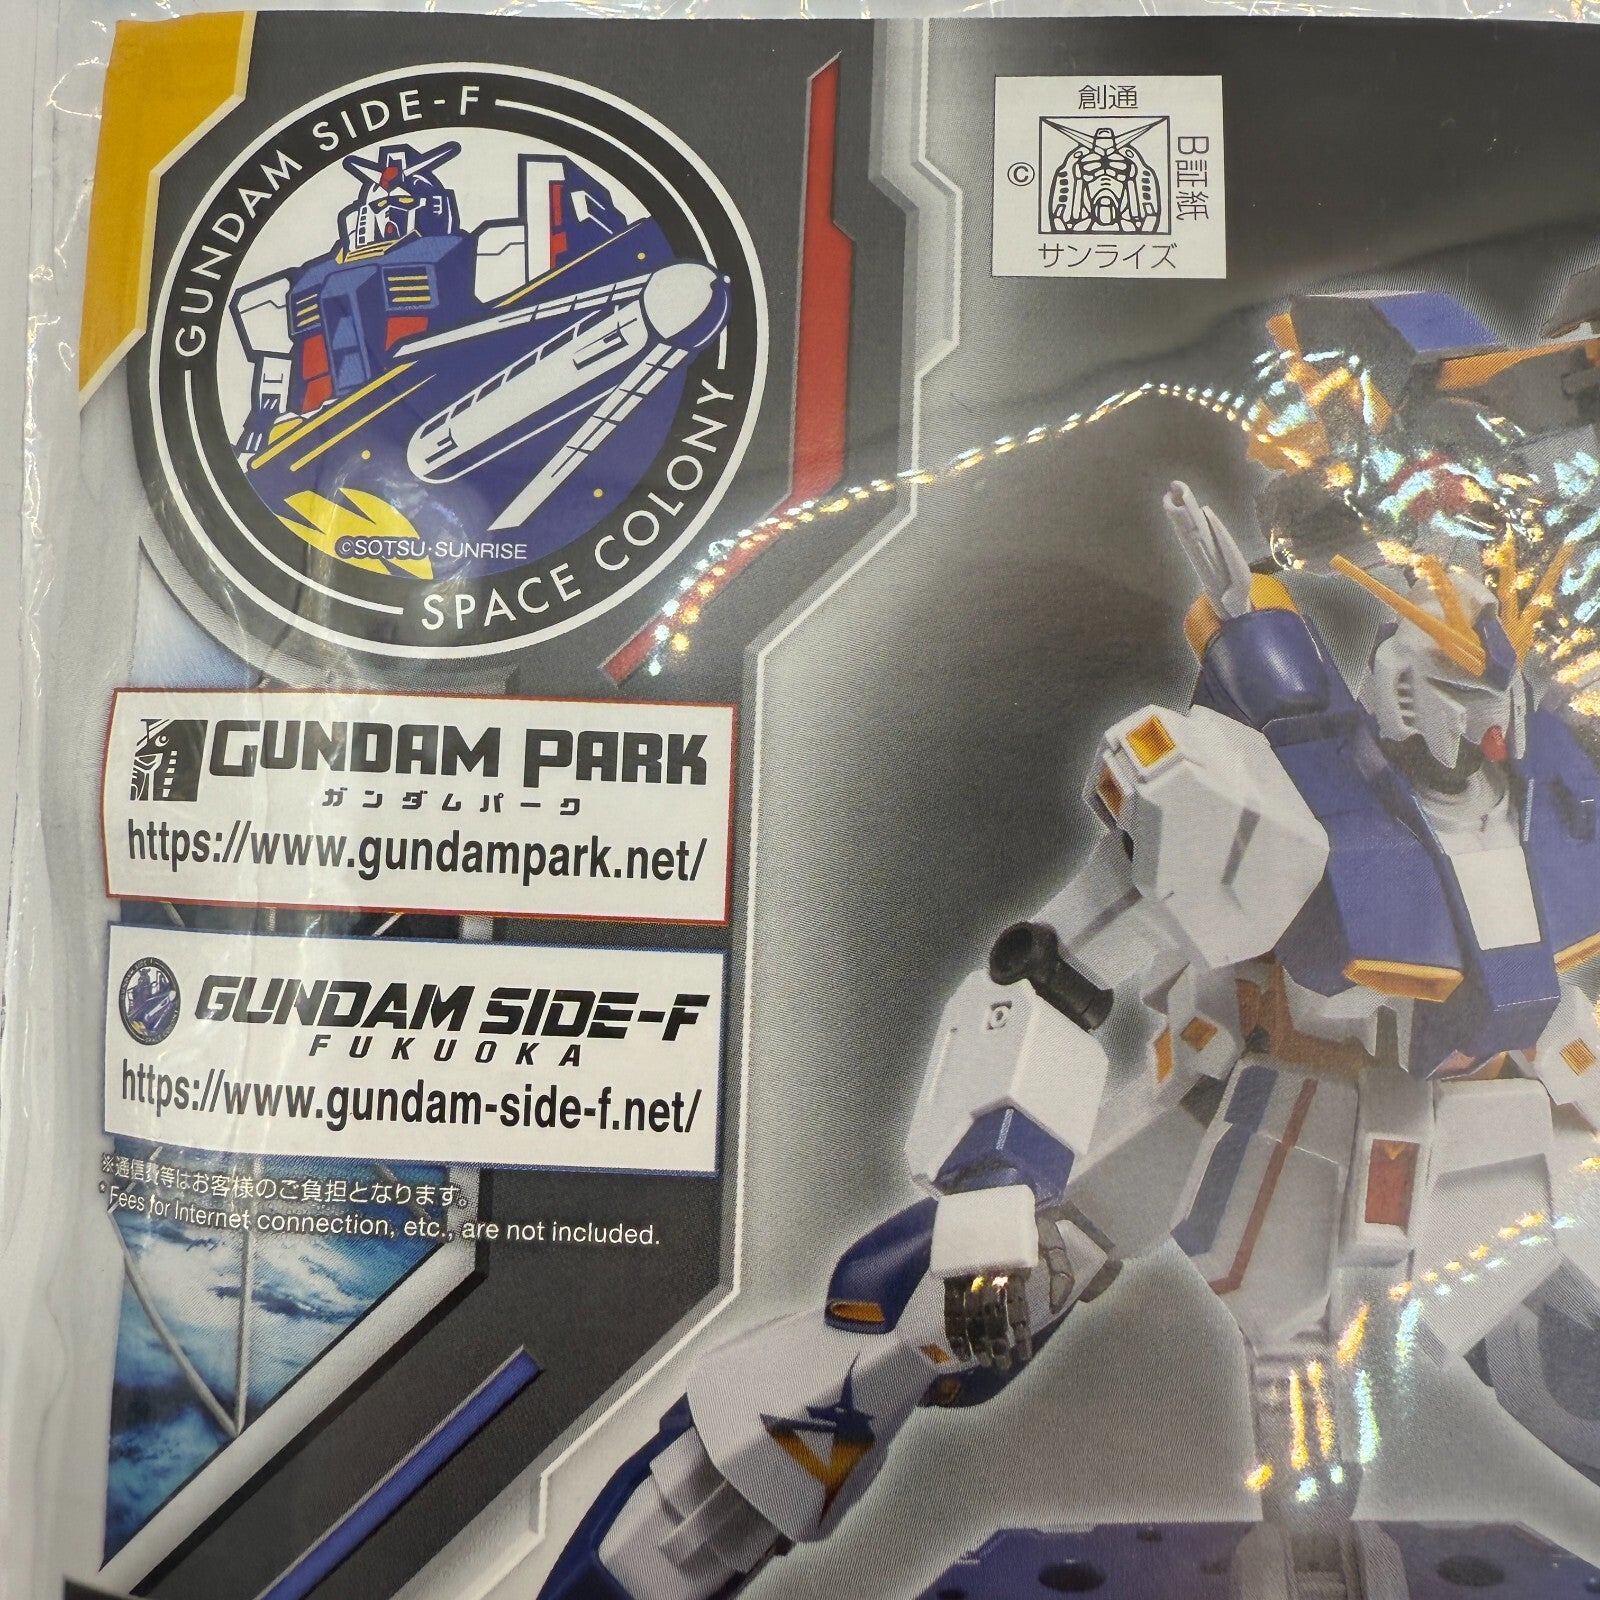 GUNDAM SIDE-F
SPACE COLONY
©SOTSU・SUNRISE
創通
©
B証紙
サンライズ
GUNDAM PARK
ガンダムパーク
https://www.gundampark.net/
GUNDAM SIDE-F
FUKUOKA
https://www.gundam-side-f.net/
※通信費等はお客様のご負担となります。
* Fees for Internet connection, etc., are not included.